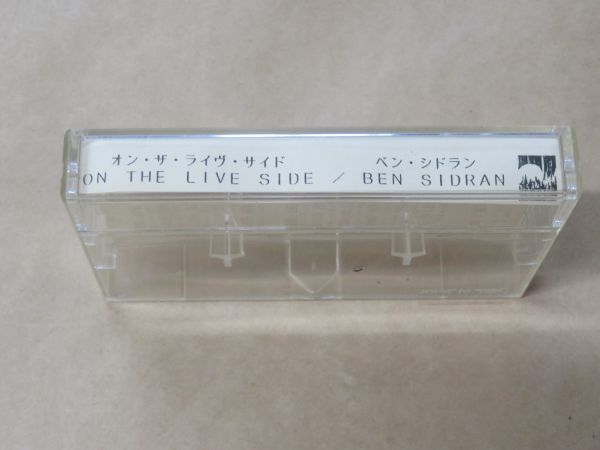 オン・ザ・ライヴ・サイド ベン・シドラン
ON THE LIVE SIDE / BEN SIDRAN